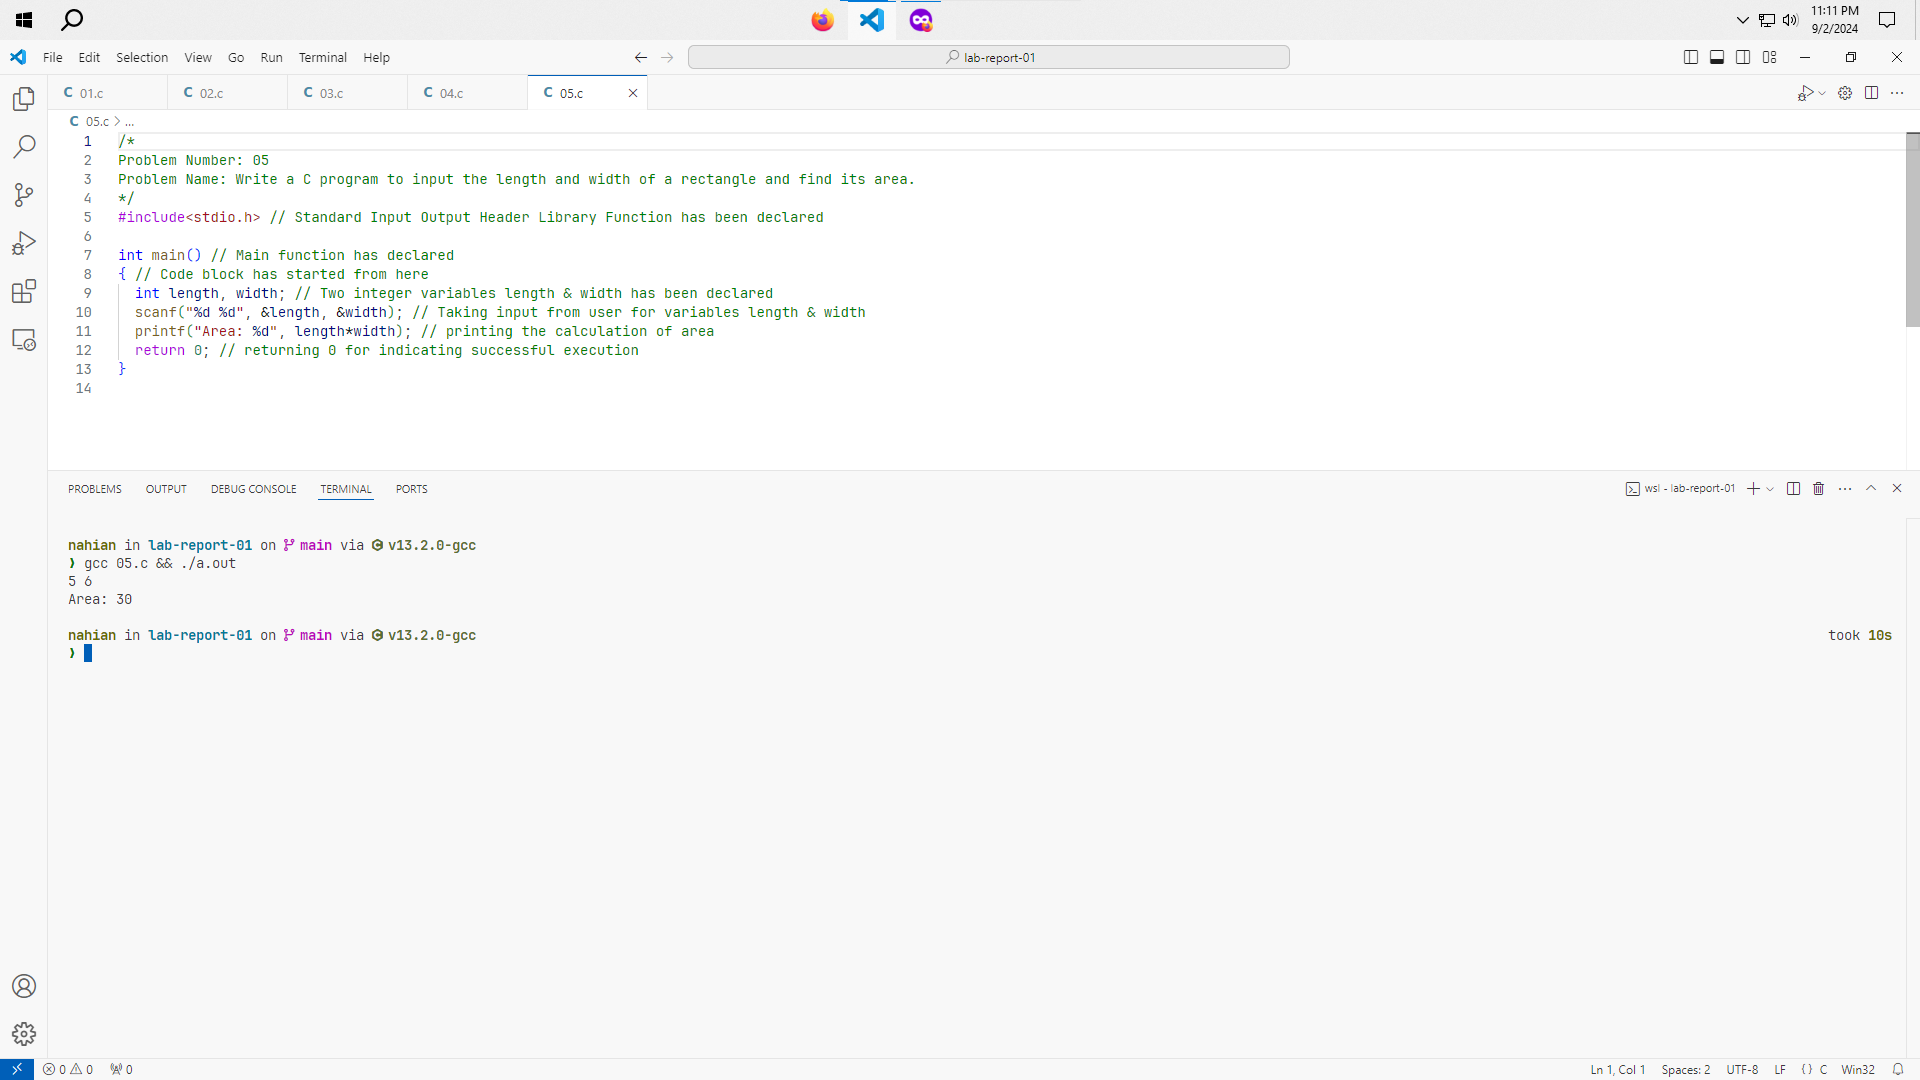 11:11 PM
9/2/2024
File Edit Selection View Go Run Terminal Help
lab-report-01
C 01.c C 02.c C 03.c C 04.c C 05.c
C 05.c > ...
1 /*
2 Problem Number: 05
3 Problem Name: Write a C program to input the length and width of a rectangle and find its area.
4 */
5 #include<stdio.h> // Standard Input Output Header Library Function has been declared
6
7 int main() // Main function has declared
8 { // Code block has started from here
9 int length, width; // Two integer variables length & width has been declared
10 scanf("%d %d", &length, &width); // Taking input from user for variables length & width
11 printf("Area: %d", length*width); // printing the calculation of area
12 return 0; // returning 0 for indicating successful execution
13 }
14
PROBLEMS OUTPUT DEBUG CONSOLE TERMINAL PORTS
wsl - lab-report-01
nahian in lab-report-01 on main via C v13.2.0-gcc
❯ gcc 05.c && ./a.out
5 6
Area: 30
nahian in lab-report-01 on main via C v13.2.0-gcc took 10s
❯
0 0 0
Ln 1, Col 1 Spaces: 2 UTF-8 LF {} C Win32